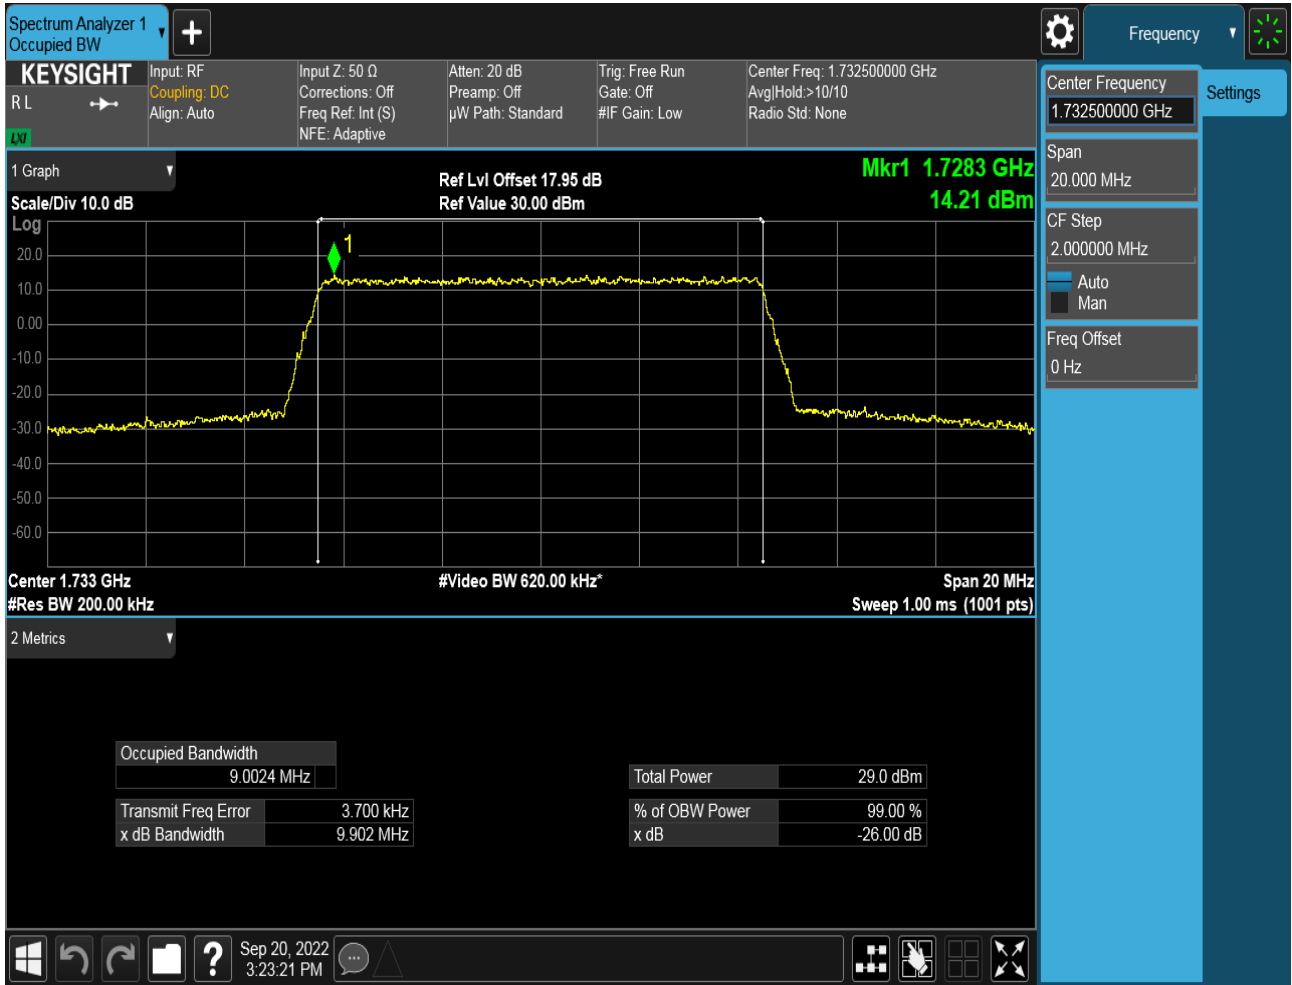 Spectrum Analyzer 1
Occupied BW
Frequency
KEYSIGHT
R L
LXI
Input: RF
Coupling: DC
Align: Auto
Input Z: 50 Ω
Corrections: Off
Freq Ref: Int (S)
NFE: Adaptive
Atten: 20 dB
Preamp: Off
µW Path: Standard
Trig: Free Run
Gate: Off
#IF Gain: Low
Center Freq: 1.732500000 GHz
Avg|Hold:>10/10
Radio Std: None
Center Frequency
1.732500000 GHz
Settings
Span
20.000 MHz
CF Step
2.000000 MHz
Auto
Man
Freq Offset
0 Hz
1 Graph
Scale/Div 10.0 dB
Ref Lvl Offset 17.95 dB
Ref Value 30.00 dBm
Mkr1 1.7283 GHz
14.21 dBm
Log
1
20.0
10.0
0.00
-10.0
-20.0
-30.0
-40.0
-50.0
-60.0
Center 1.733 GHz
#Video BW 620.00 kHz*
Span 20 MHz
#Res BW 200.00 kHz
Sweep 1.00 ms (1001 pts)
2 Metrics
Occupied Bandwidth
9.0024 MHz
Total Power 29.0 dBm
Transmit Freq Error 3.700 kHz
% of OBW Power 99.00 %
x dB Bandwidth 9.902 MHz
x dB -26.00 dB
?
Sep 20, 2022
3:23:21 PM